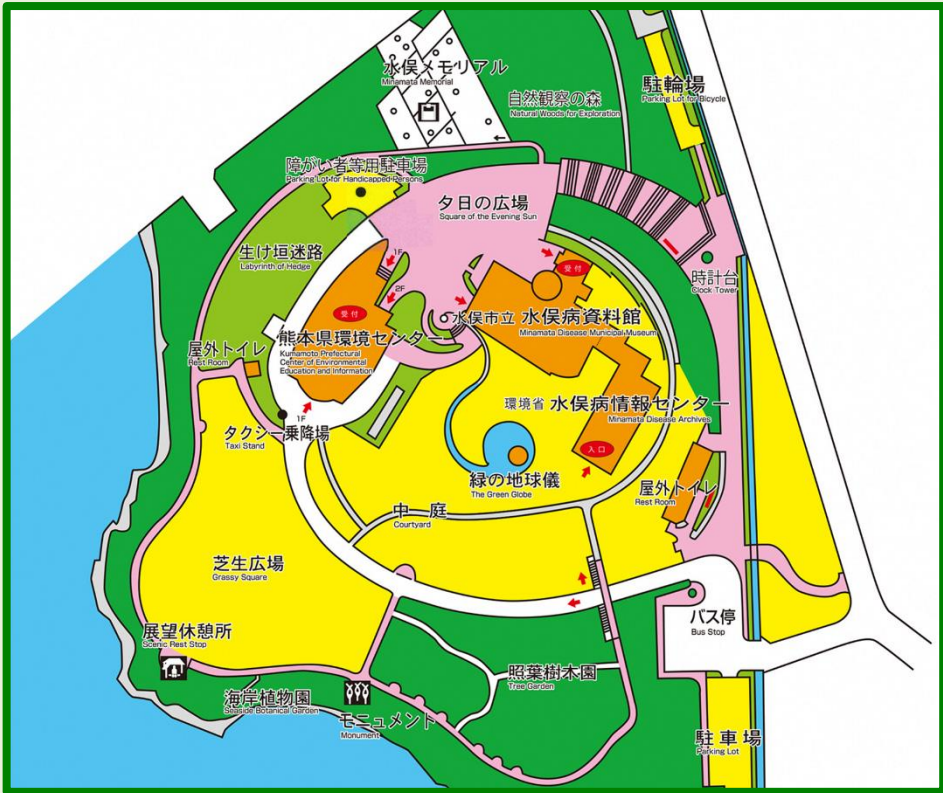 水俣メモリアル
Minamata Memorial
自然観察の森
Natural Woods for Exploration
駐輪場
Parking Lot for Bicycle
障がい者等用駐車場
Parking Lot for Handicapped Persons
夕日の広場
Square of the Evening Sun
生け垣迷路
Labyrinth of Hedge
1F
2F
受付
受付
時計台
Clock Tower
水俣市立 水俣病資料館
Minamata Disease Municipal Museum
熊本県環境センター
Kumamoto Prefectural
Center of Environmental
Education and Information
屋外トイレ
Rest Room
環境省 水俣病情報センター
Minamata Disease Archives
1F
タクシー乗降場
Taxi Stand
入口
緑の地球儀
The Green Globe
屋外トイレ
Rest Room
中庭
Courtyard
芝生広場
Grassy Square
バス停
Bus Stop
展望休憩所
Scenic Rest Stop
照葉樹木園
Tree Garden
海岸植物園
Seaside Botanical Garden
モニュメント
Monument
駐車場
Parking Lot